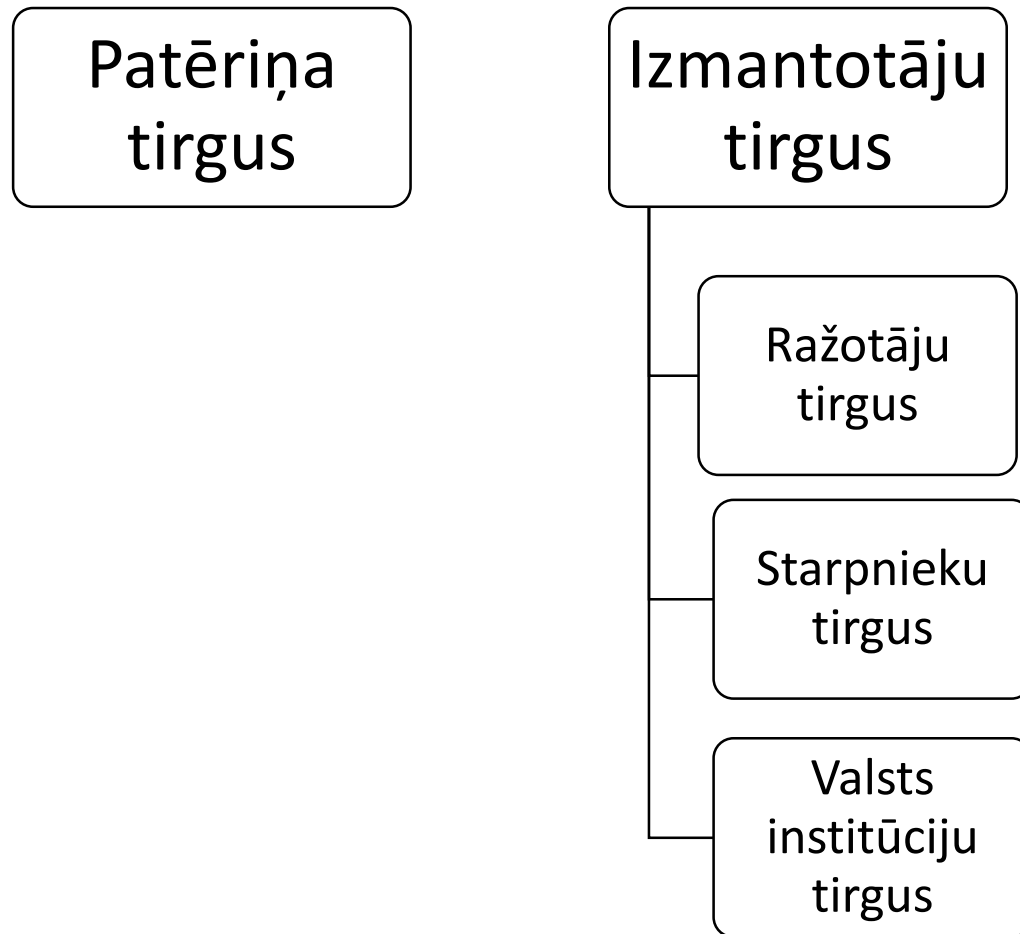 Patēriņa
tirgus
Izmantotāju
tirgus
Ražotāju
tirgus
Starpnieku
tirgus
Valsts
institūciju
tirgus